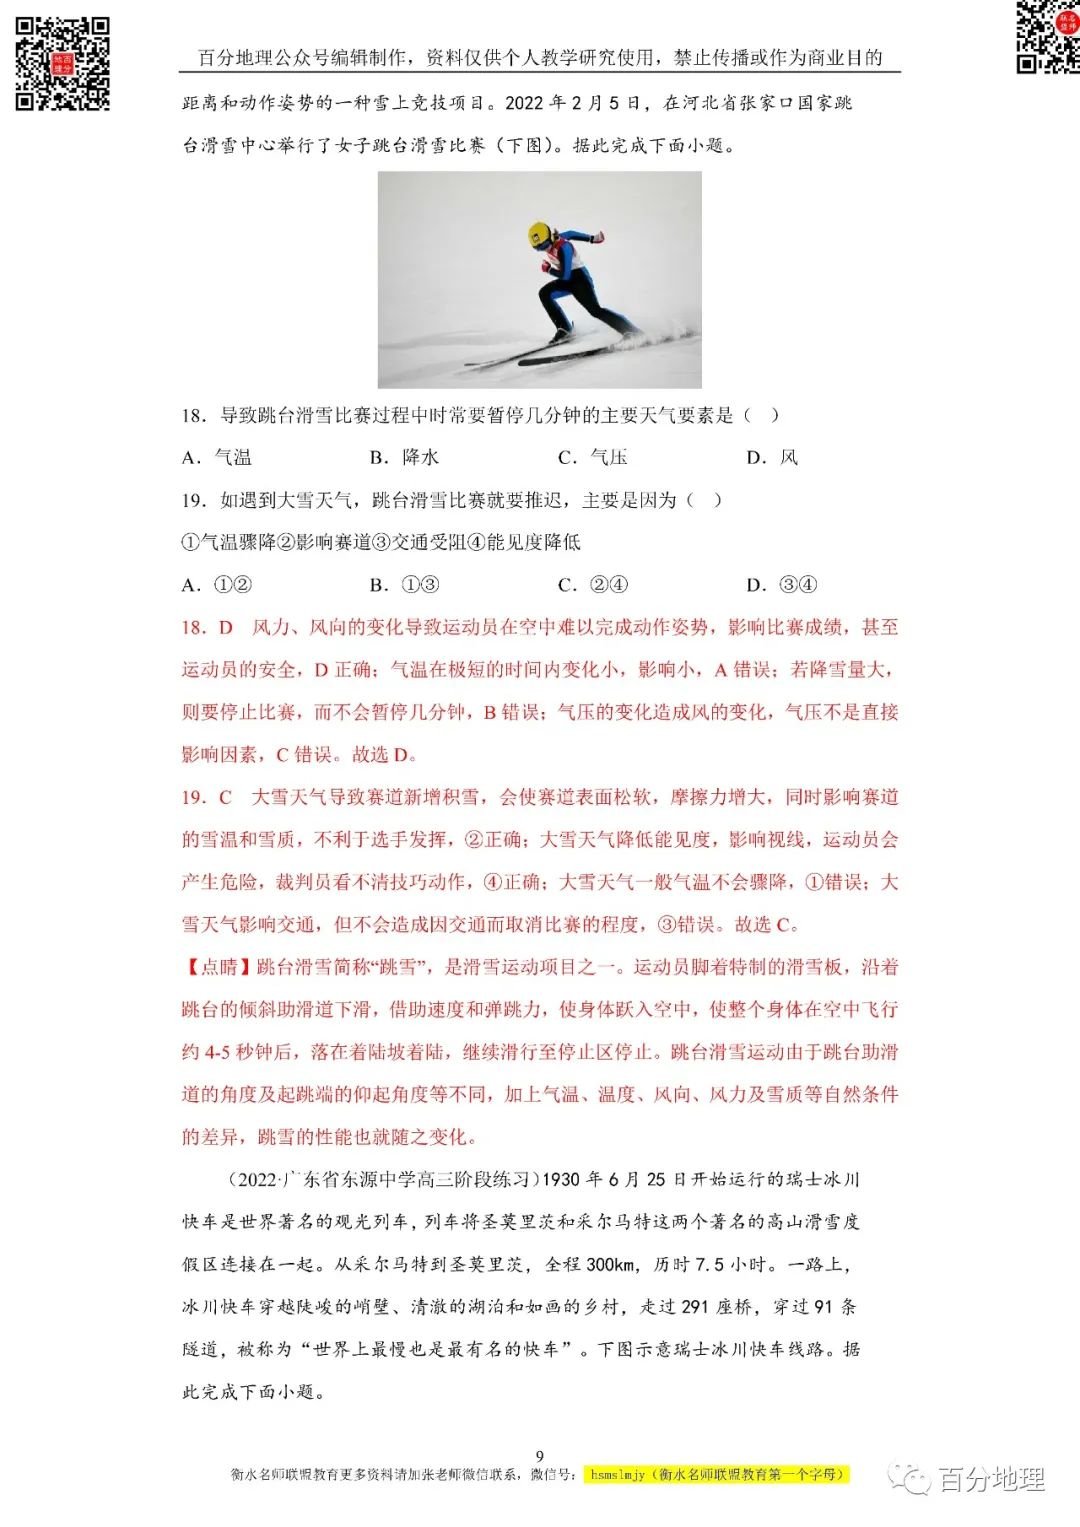 百分地理公众号编辑制作，资料仅供个人教学研究使用，禁止传播或作为商业目的
距离和动作姿势的一种雪上竞技项目。2022年2月5日，在河北省张家口国家跳
台滑雪中心举行了女子跳台滑雪比赛（下图）。据此完成下面小题。
18．导致跳台滑雪比赛过程中时常要暂停几分钟的主要天气要素是（ ）
A．气温 B．降水 C．气压 D．风
19．如遇到大雪天气，跳台滑雪比赛就要推迟，主要是因为（ ）
①气温骤降②影响赛道③交通受阻④能见度降低
A．①② B．①③ C．②④ D．③④
18．D 风力、风向的变化导致运动员在空中难以完成动作姿势，影响比赛成绩，甚至
运动员的安全，D正确；气温在极短的时间内变化小，影响小，A错误；若降雪量大，
则要停止比赛，而不会暂停几分钟，B错误；气压的变化造成风的变化，气压不是直接
影响因素，C错误。故选D。
19．C 大雪天气导致赛道新增积雪，会使赛道表面松软，摩擦力增大，同时影响赛道
的雪温和雪质，不利于选手发挥，②正确；大雪天气降低能见度，影响视线，运动员会
产生危险，裁判员看不清技巧动作，④正确；大雪天气一般气温不会骤降，①错误；大
雪天气影响交通，但不会造成因交通而取消比赛的程度，③错误。故选C。
【点睛】跳台滑雪简称“跳雪”，是滑雪运动项目之一。运动员脚着特制的滑雪板，沿着
跳台的倾斜助滑道下滑，借助速度和弹跳力，使身体跃入空中，使整个身体在空中飞行
约4-5秒钟后，落在着陆坡着陆，继续滑行至停止区停止。跳台滑雪运动由于跳台助滑
道的角度及起跳端的仰起角度等不同，加上气温、温度、风向、风力及雪质等自然条件
的差异，跳雪的性能也就随之变化。
（2022·广东省东源中学高三阶段练习）1930年6月25日开始运行的瑞士冰川
快车是世界著名的观光列车，列车将圣莫里茨和采尔马特这两个著名的高山滑雪度
假区连接在一起。从采尔马特到圣莫里茨，全程300km，历时7.5小时。一路上，
冰川快车穿越陡峻的峭壁、清澈的湖泊和如画的乡村，走过291座桥，穿过91条
隧道，被称为“世界上最慢也是最有名的快车”。下图示意瑞士冰川快车线路。据
此完成下面小题。
9
衡水名师联盟教育更多资料请加张老师微信联系，微信号：hsmslmjy（衡水名师联盟教育第一个字母）
百分地理